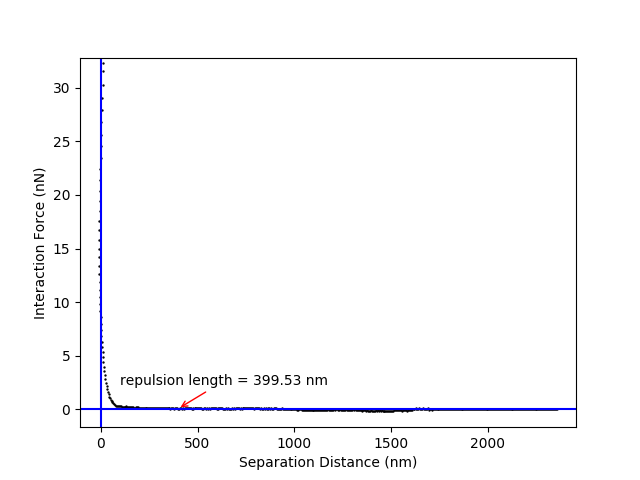 30
25
20
15
10
5
0
Interaction Force (nN)
repulsion length = 399.53 nm
0 500 1000 1500 2000
Separation Distance (nm)